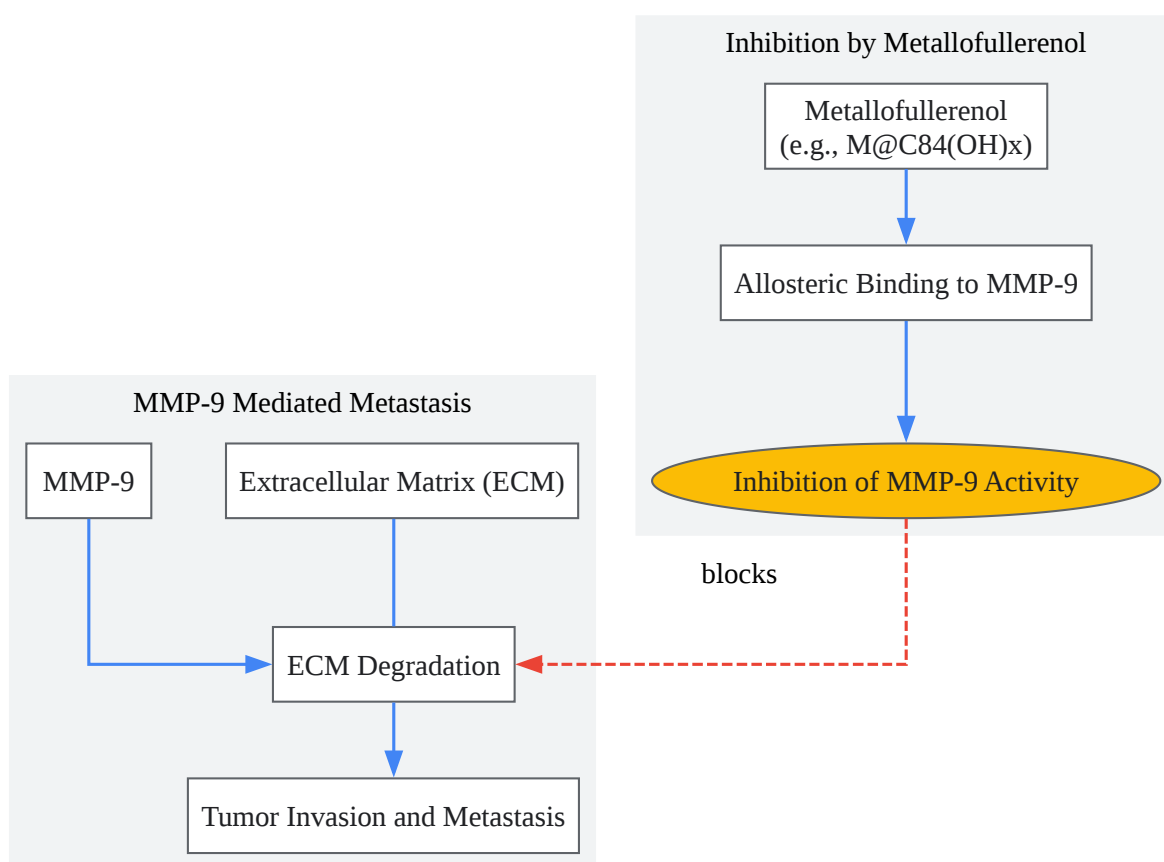 Inhibition by Metallofullerenol
Metallofullerenol
(e.g., M@C84(OH)x)
Allosteric Binding to MMP-9
Inhibition of MMP-9 Activity
blocks
MMP-9 Mediated Metastasis
MMP-9
Extracellular Matrix (ECM)
ECM Degradation
Tumor Invasion and Metastasis